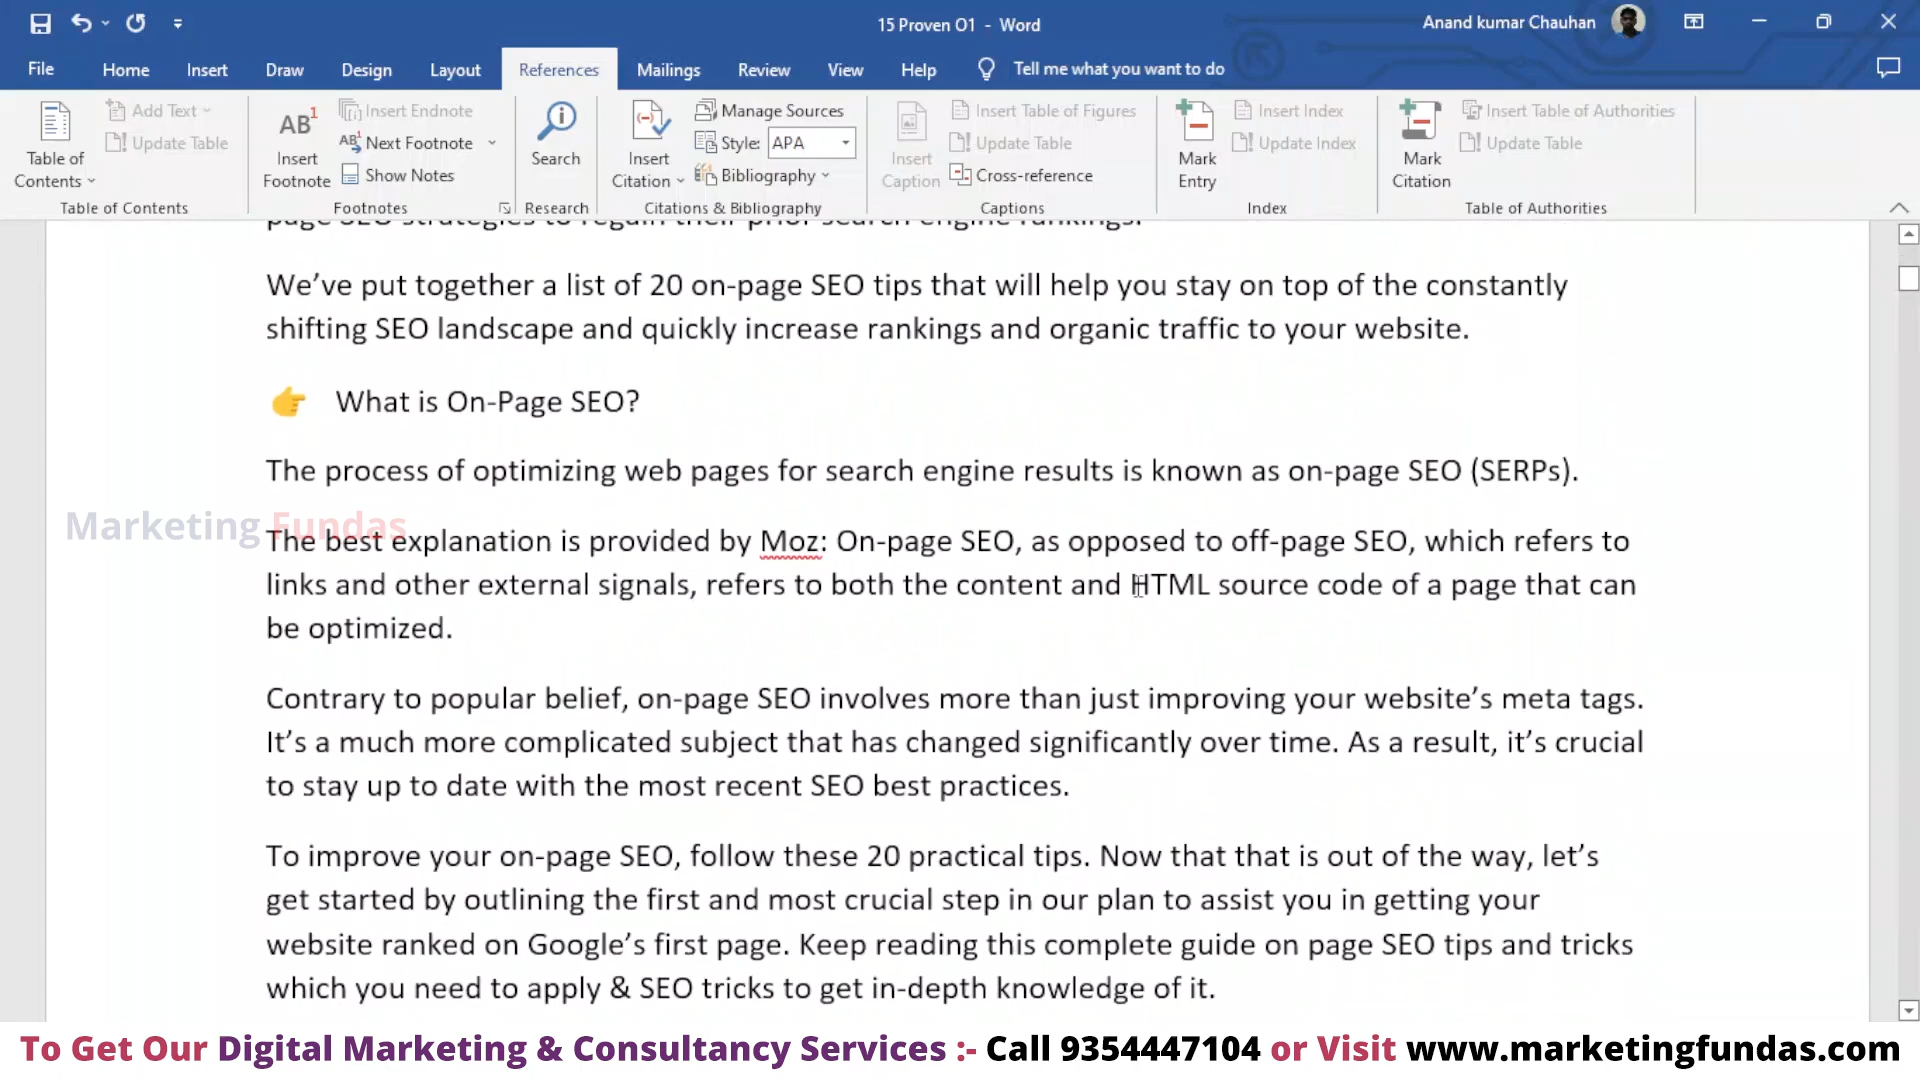 15 Proven O1 - Word
Anand kumar Chauhan
File Home Insert Draw Design Layout References Mailings Review View Help Tell me what you want to do
Table of Contents
Add Text
Update Table
Table of Contents
AB1 Insert Footnote
Insert Endnote
Next Footnote
Show Notes
Footnotes
Search
Research
Insert Citation
Manage Sources
Style: APA
Bibliography
Citations & Bibliography
Insert Caption
Insert Table of Figures
Update Table
Cross-reference
Captions
Mark Entry
Insert Index
Update Index
Index
Mark Citation
Insert Table of Authorities
Update Table
Table of Authorities
page SEO strategies to regain their prior search engine rankings.
We’ve put together a list of 20 on-page SEO tips that will help you stay on top of the constantly
shifting SEO landscape and quickly increase rankings and organic traffic to your website.
👉 What is On-Page SEO?
The process of optimizing web pages for search engine results is known as on-page SEO (SERPs).
Marketing Fundas
The best explanation is provided by Moz: On-page SEO, as opposed to off-page SEO, which refers to
links and other external signals, refers to both the content and HTML source code of a page that can
be optimized.
Contrary to popular belief, on-page SEO involves more than just improving your website’s meta tags.
It’s a much more complicated subject that has changed significantly over time. As a result, it’s crucial
to stay up to date with the most recent SEO best practices.
To improve your on-page SEO, follow these 20 practical tips. Now that that is out of the way, let’s
get started by outlining the first and most crucial step in our plan to assist you in getting your
website ranked on Google’s first page. Keep reading this complete guide on page SEO tips and tricks
which you need to apply & SEO tricks to get in-depth knowledge of it.
To Get Our Digital Marketing & Consultancy Services :- Call 9354447104 or Visit www.marketingfundas.com